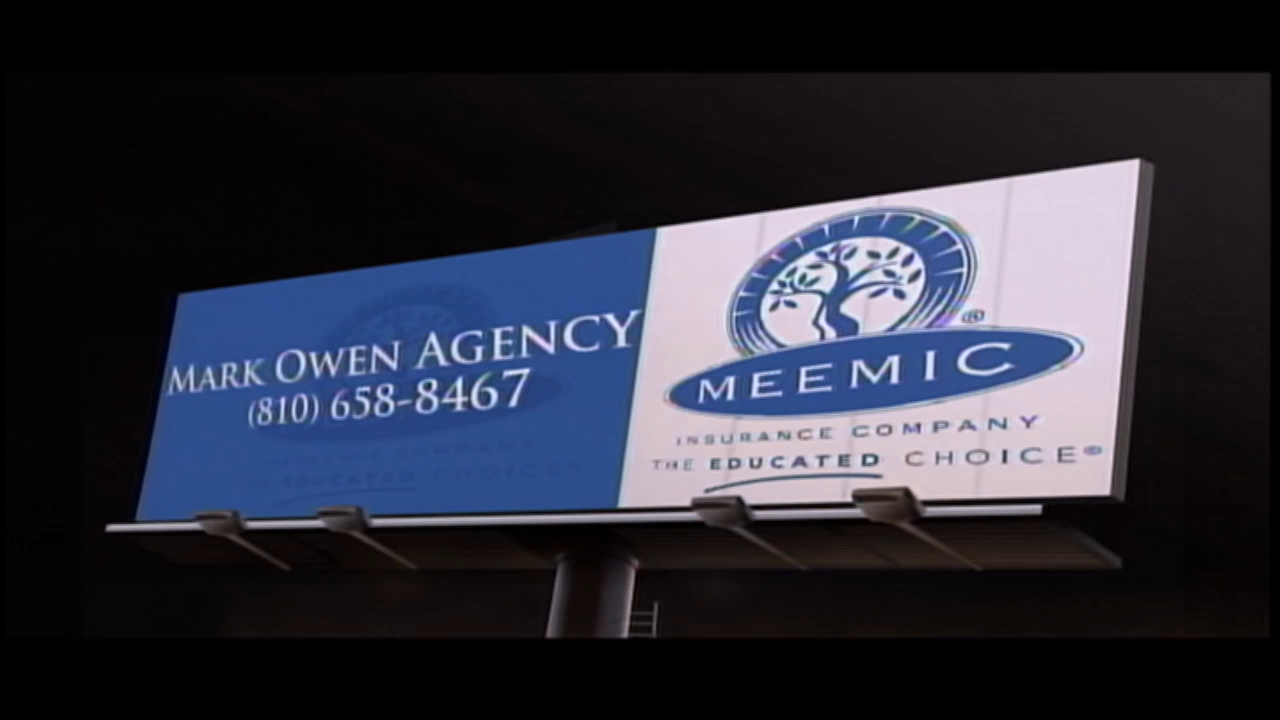 MARK OWEN AGENCY
(810) 658-8467
®
MEEMIC
INSURANCE COMPANY
THE EDUCATED CHOICE®